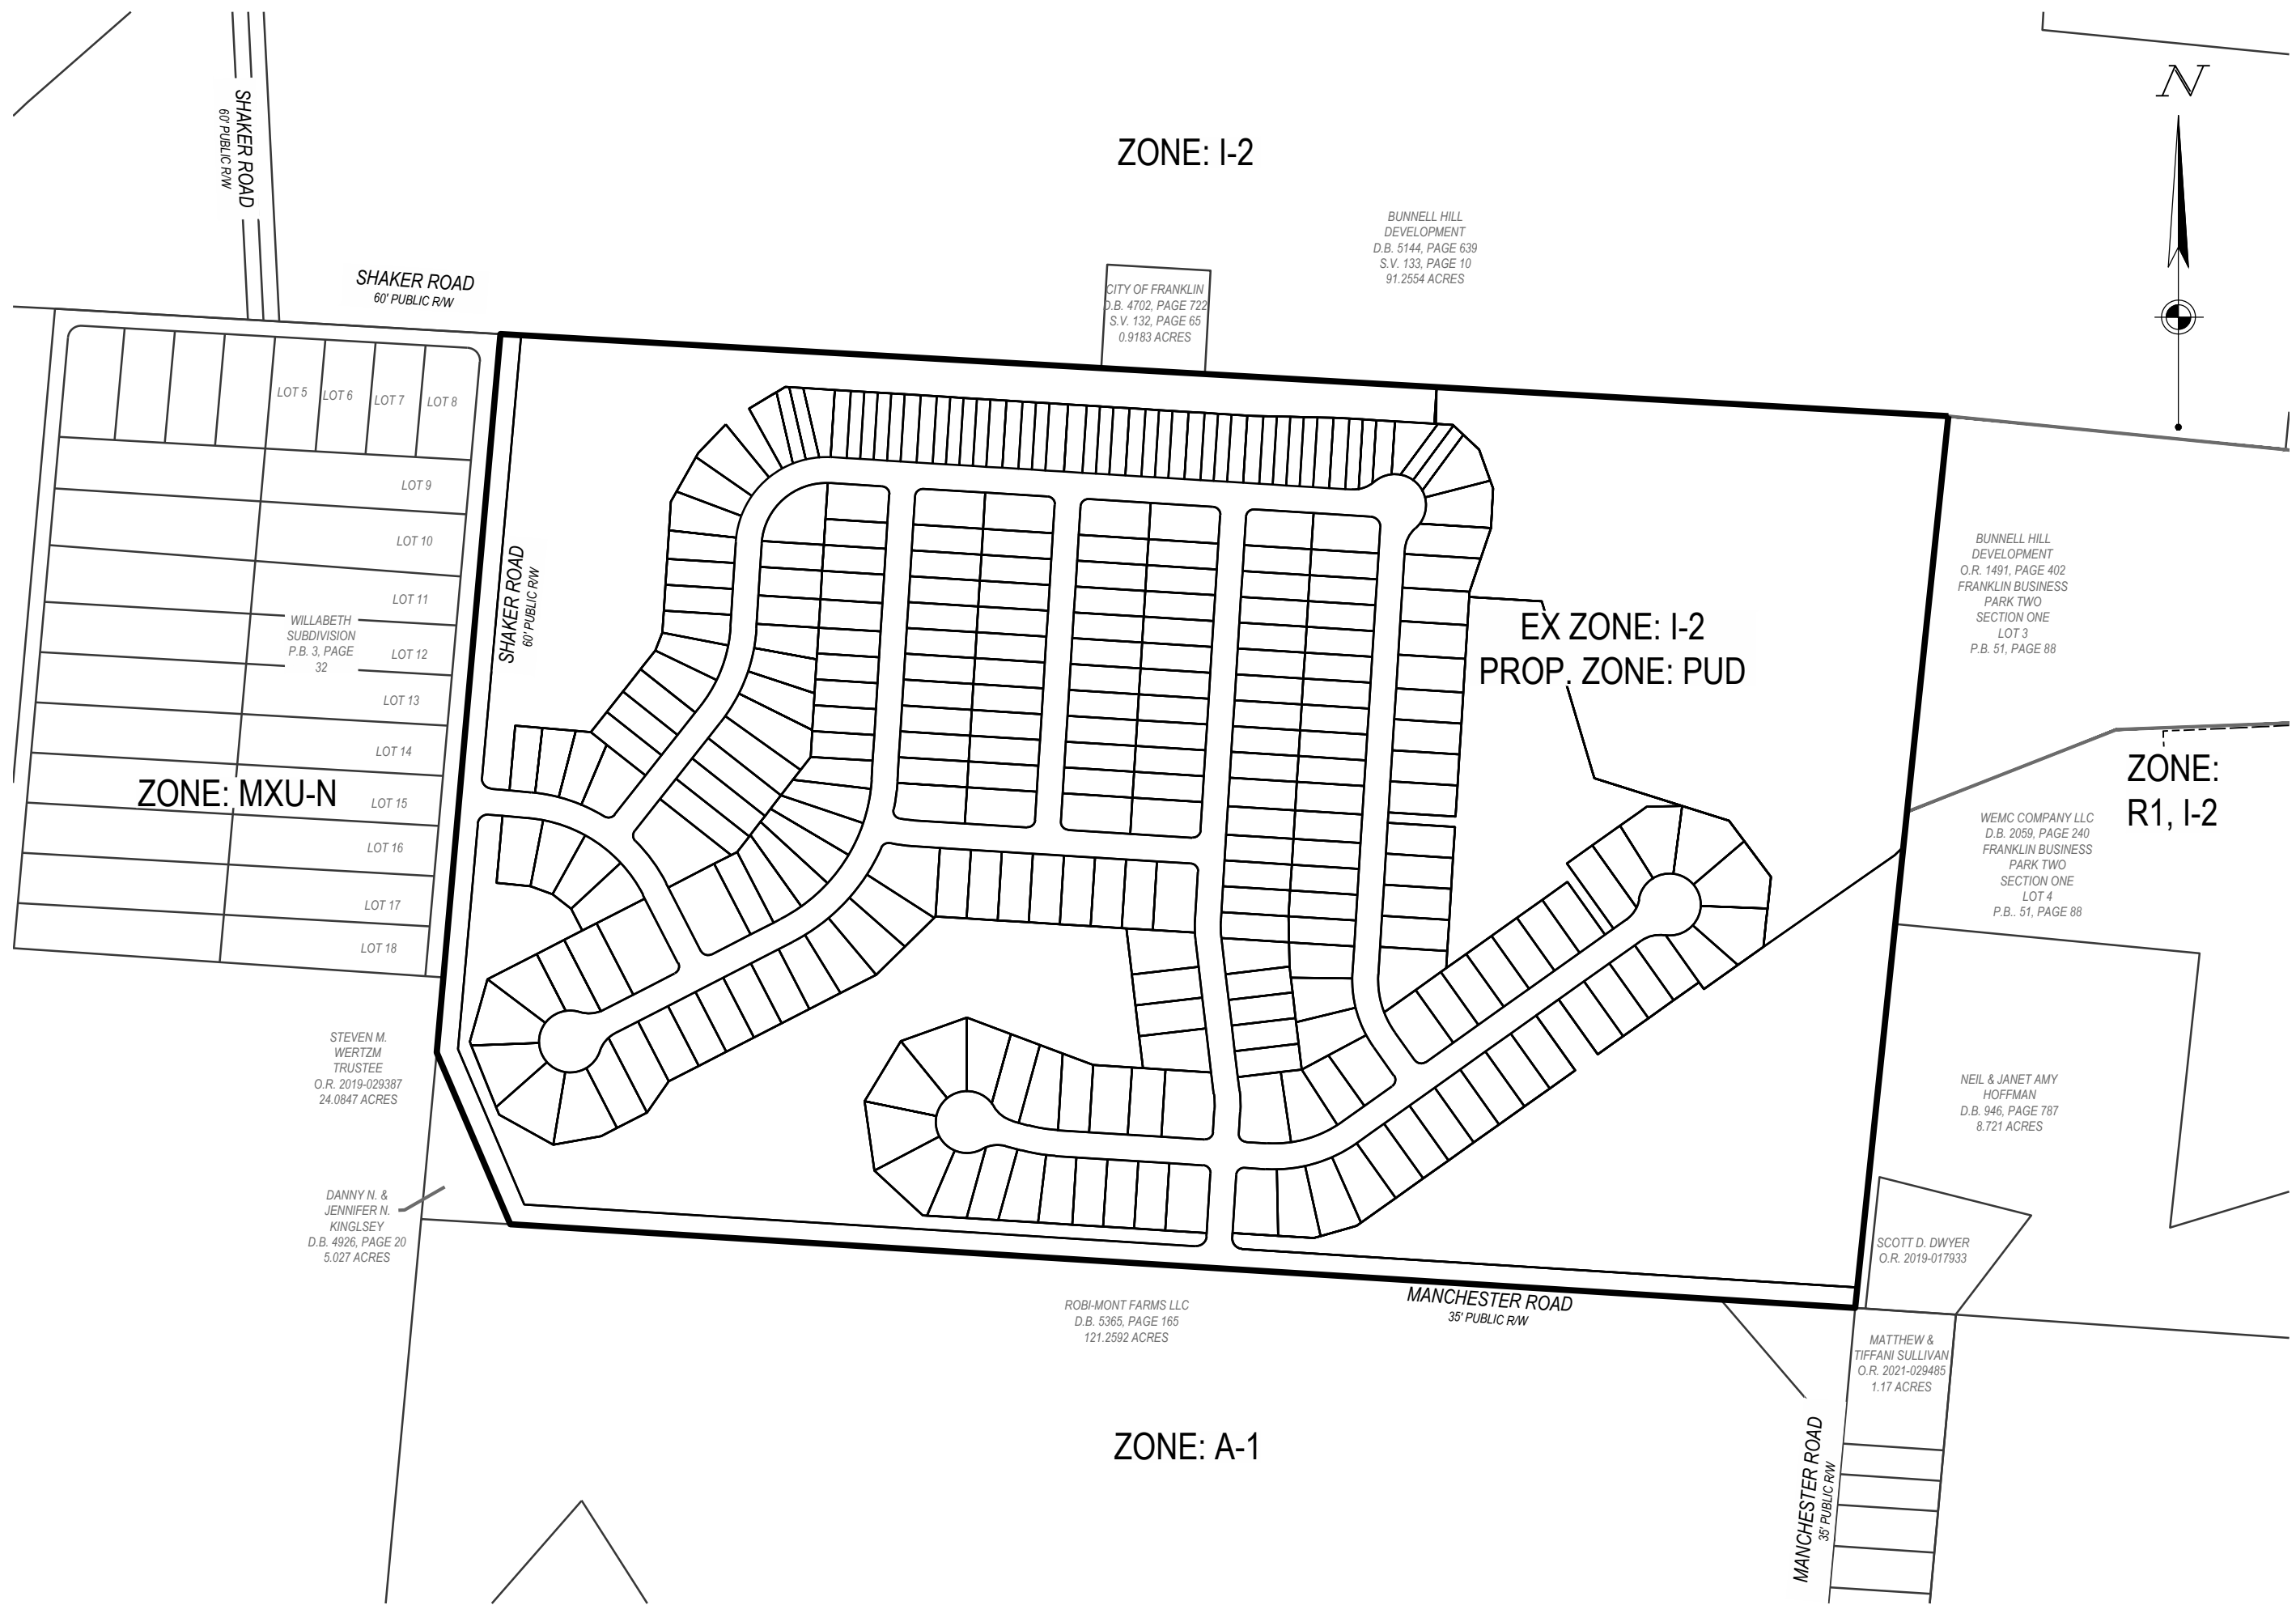 N
SHAKER ROAD
60' PUBLIC R/W
ZONE: I-2
BUNNELL HILL
DEVELOPMENT
D.B. 5144, PAGE 639
S.V. 133, PAGE 10
91.2554 ACRES
SHAKER ROAD
60' PUBLIC R/W
CITY OF FRANKLIN
D.B. 4702, PAGE 722
S.V. 132, PAGE 65
0.9183 ACRES
LOT 5
LOT 6
LOT 7
LOT 8
LOT 9
LOT 10
LOT 11
LOT 12
LOT 13
LOT 14
LOT 15
LOT 16
LOT 17
LOT 18
WILLABETH
SUBDIVISION
P.B. 3, PAGE
32
ZONE: MXU-N
SHAKER ROAD
60' PUBLIC R/W
EX ZONE: I-2
PROP. ZONE: PUD
BUNNELL HILL
DEVELOPMENT
O.R. 1491, PAGE 402
FRANKLIN BUSINESS
PARK TWO
SECTION ONE
LOT 3
P.B. 51, PAGE 88
ZONE:
R1, I-2
WEMC COMPANY LLC
D.B. 2059, PAGE 240
FRANKLIN BUSINESS
PARK TWO
SECTION ONE
LOT 4
P.B.. 51, PAGE 88
STEVEN M.
WERTZM
TRUSTEE
O.R. 2019-029387
24.0847 ACRES
NEIL & JANET AMY
HOFFMAN
D.B. 946, PAGE 787
8.721 ACRES
DANNY N. &
JENNIFER N.
KINGLSEY
D.B. 4926, PAGE 20
5.027 ACRES
SCOTT D. DWYER
O.R. 2019-017933
ROBI-MONT FARMS LLC
D.B. 5365, PAGE 165
121.2592 ACRES
MANCHESTER ROAD
35' PUBLIC R/W
MATTHEW &
TIFFANI SULLIVAN
O.R. 2021-029485
1.17 ACRES
ZONE: A-1
MANCHESTER ROAD
35' PUBLIC R/W